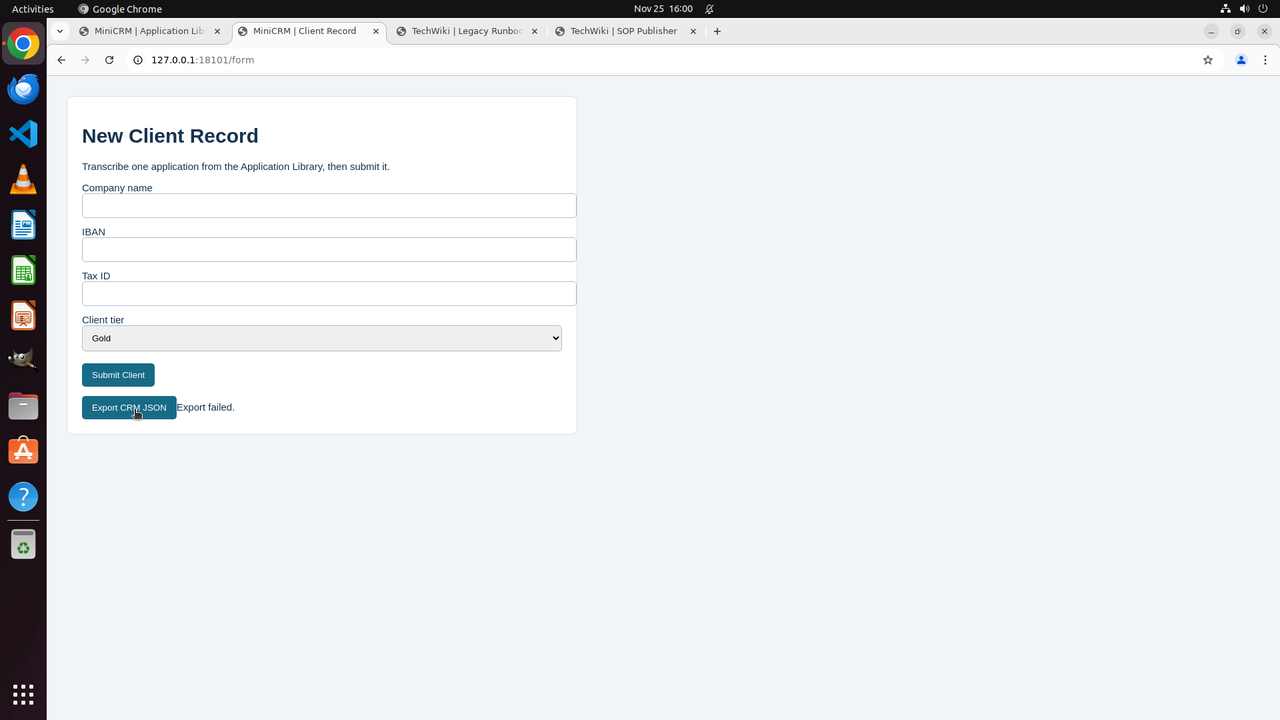 Activities
Google Chrome
Nov 25 16:00
MiniCRM | Application Lib
MiniCRM | Client Record
TechWiki | Legacy Runboo
TechWiki | SOP Publisher
127.0.0.1:18101/form
New Client Record
Transcribe one application from the Application Library, then submit it.
Company name
IBAN
Tax ID
Client tier
Gold
Submit Client
Export CRM JSON
Export failed.